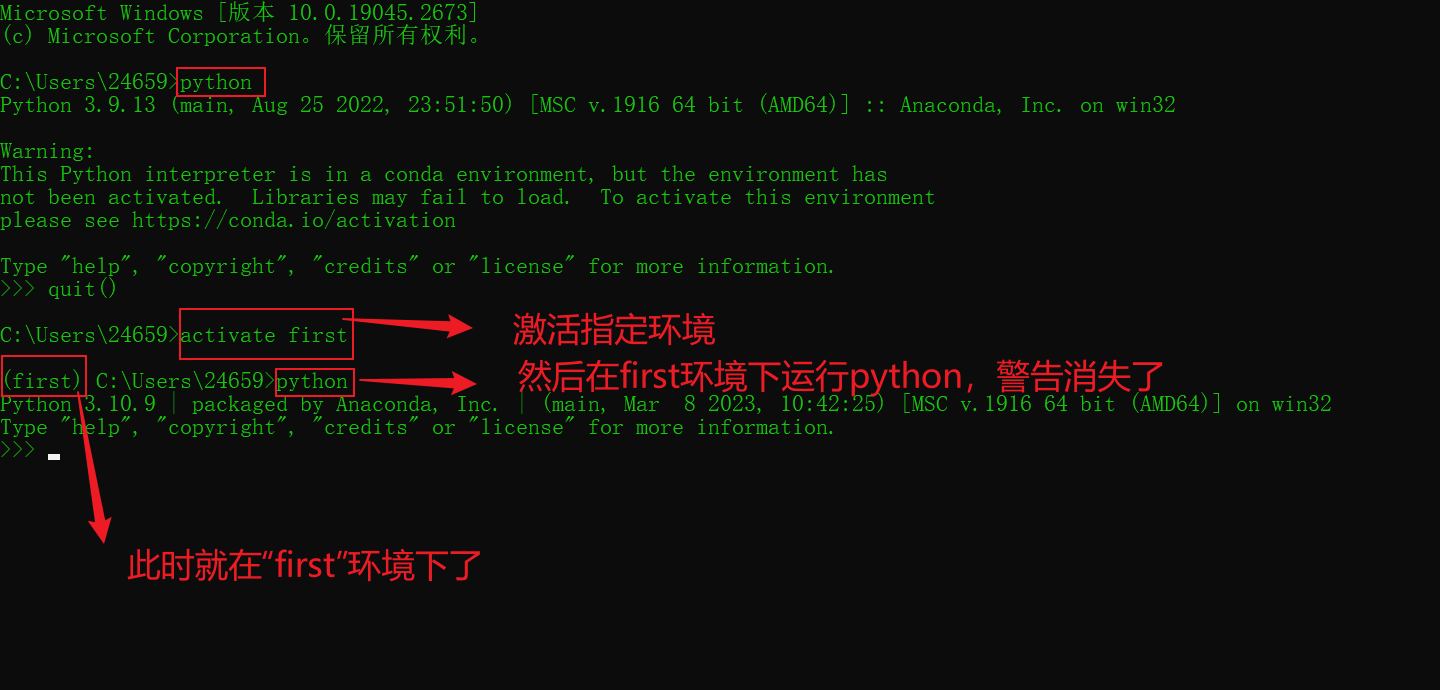 Microsoft Windows [版本 10.0.19045.2673]
(c) Microsoft Corporation。保留所有权利。
C:\Users\24659>python
Python 3.9.13 (main, Aug 25 2022, 23:51:50) [MSC v.1916 64 bit (AMD64)] :: Anaconda, Inc. on win32
Warning:
This Python interpreter is in a conda environment, but the environment has
not been activated.  Libraries may fail to load.  To activate this environment
please see https://conda.io/activation
Type "help", "copyright", "credits" or "license" for more information.
>>> quit()
C:\Users\24659>activate first
激活指定环境
(first) C:\Users\24659>python
然后在first环境下运行python，警告消失了
Python 3.10.9 | packaged by Anaconda, Inc. | (main, Mar  8 2023, 10:42:25) [MSC v.1916 64 bit (AMD64)] on win32
Type "help", "copyright", "credits" or "license" for more information.
>>>
此时就在“first”环境下了